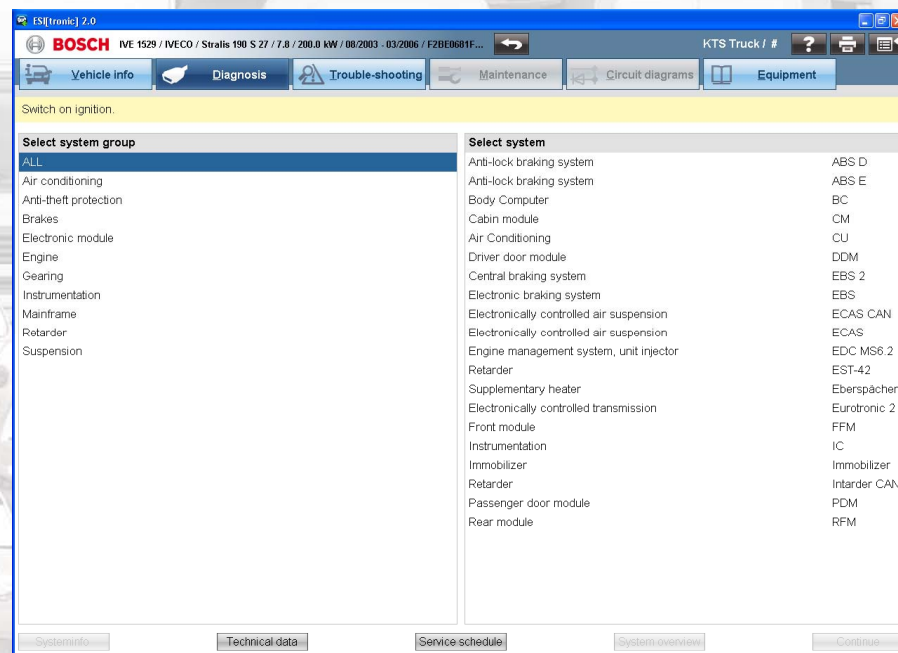 ESI[tronic] 2.0
BOSCH IVE 1529 / IVECO / Stralis 190 S 27 / 7.8 / 200.0 kW / 08/2003 - 03/2006 / F2BE0681F... KTS Truck / # ?
Vehicle info Diagnosis Trouble-shooting Maintenance Circuit diagrams Equipment
Switch on ignition.
Select system group
ALL
Air conditioning
Anti-theft protection
Brakes
Electronic module
Engine
Gearing
Instrumentation
Mainframe
Retarder
Suspension
Select system
Anti-lock braking system ABS D
Anti-lock braking system ABS E
Body Computer BC
Cabin module CM
Air Conditioning CU
Driver door module DDM
Central braking system EBS 2
Electronic braking system EBS
Electronically controlled air suspension ECAS CAN
Electronically controlled air suspension ECAS
Engine management system, unit injector EDC MS6.2
Retarder EST-42
Supplementary heater Eberspächer
Electronically controlled transmission Eurotronic 2
Front module FFM
Instrumentation IC
Immobilizer Immobilizer
Retarder Intarder CAN
Passenger door module PDM
Rear module RFM
Systeminfo Technical data Service schedule System overview Continue